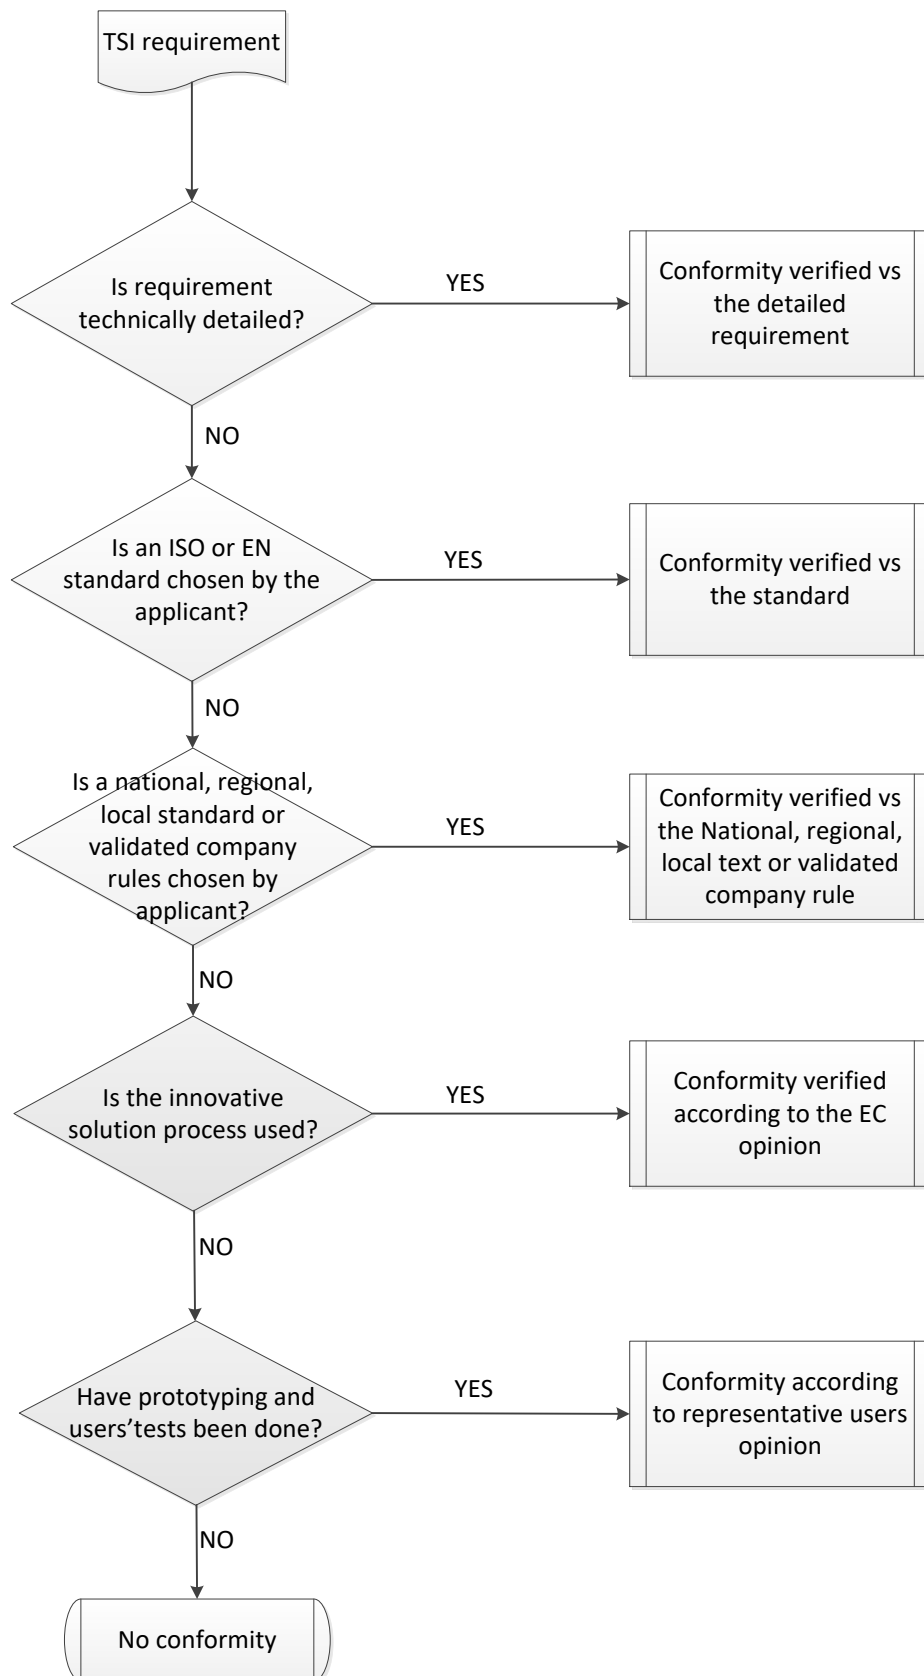 TSI requirement
Is requirement
technically detailed?
YES
Conformity verified vs
the detailed
requirement
NO
Is an ISO or EN
standard chosen by the
applicant?
YES
Conformity verified vs
the standard
NO
Is a national, regional,
local standard or
validated company
rules chosen by
applicant?
YES
Conformity verified vs
the National, regional,
local text or validated
company rule
NO
Is the innovative
solution process used?
YES
Conformity verified
according to the EC
opinion
NO
Have prototyping and
users’tests been done?
YES
Conformity according
to representative users
opinion
NO
No conformity